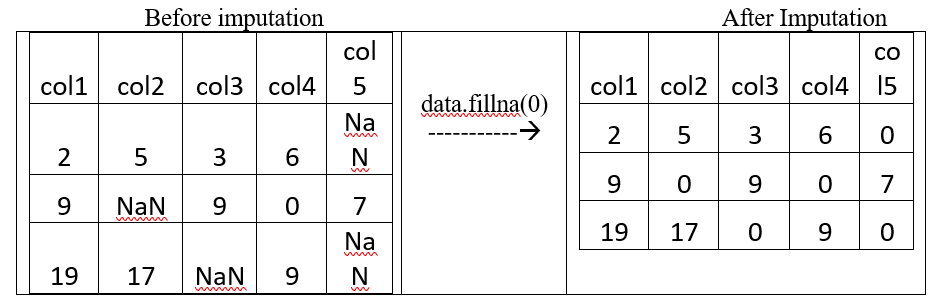 Before imputation
After Imputation
col1 col2 col3 col4 col 5
2 5 3 6 Na N
9 NaN 9 0 7
19 17 NaN 9 Na N
data.fillna(0)
----------->
col1 col2 col3 col4 co l5
2 5 3 6 0
9 0 9 0 7
19 17 0 9 0